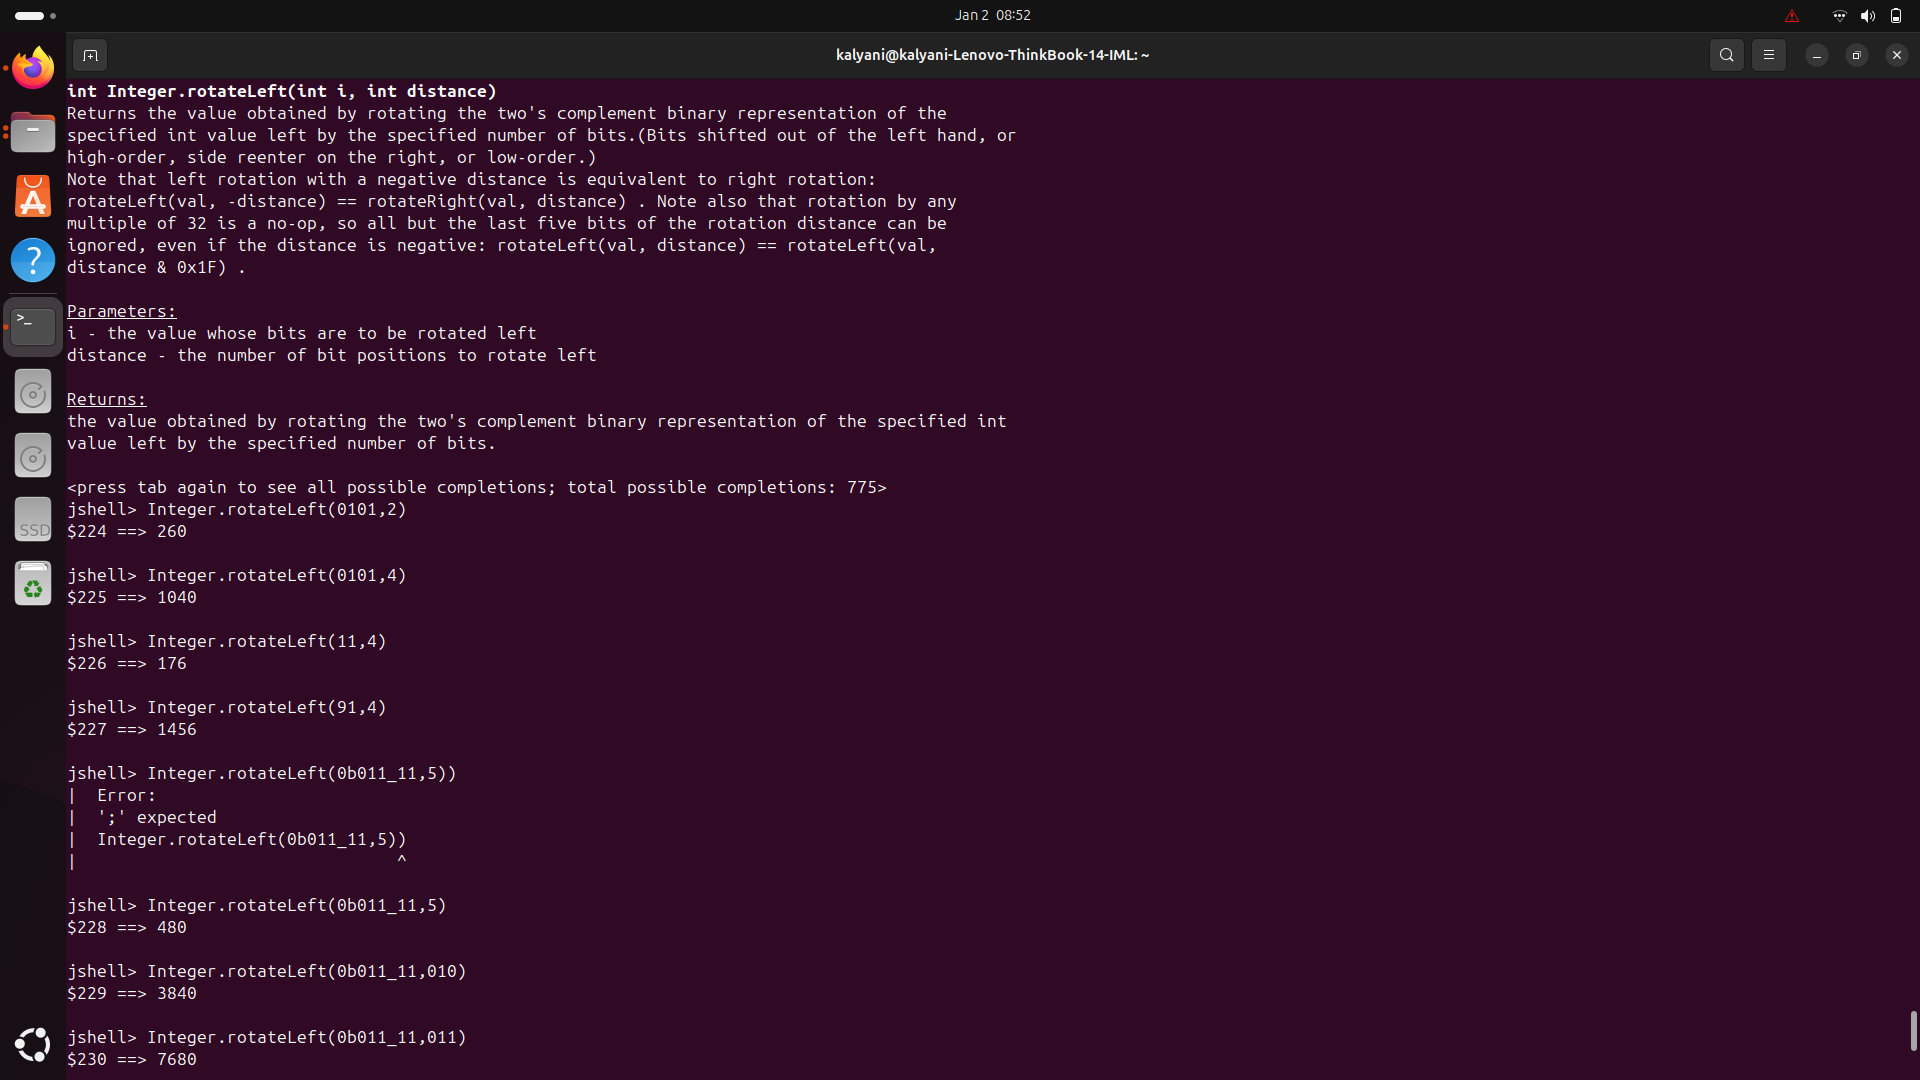 Jan 2 08:52
kalyani@kalyani-Lenovo-ThinkBook-14-IML: ~
int Integer.rotateLeft(int i, int distance)
Returns the value obtained by rotating the two's complement binary representation of the
specified int value left by the specified number of bits.(Bits shifted out of the left hand, or
high-order, side reenter on the right, or low-order.)
Note that left rotation with a negative distance is equivalent to right rotation:
rotateLeft(val, -distance) == rotateRight(val, distance) . Note also that rotation by any
multiple of 32 is a no-op, so all but the last five bits of the rotation distance can be
ignored, even if the distance is negative: rotateLeft(val, distance) == rotateLeft(val,
distance & 0x1F) .
Parameters:
i - the value whose bits are to be rotated left
distance - the number of bit positions to rotate left
Returns:
the value obtained by rotating the two's complement binary representation of the specified int
value left by the specified number of bits.
<press tab again to see all possible completions; total possible completions: 775>
jshell> Integer.rotateLeft(0101,2)
$224 ==> 260
jshell> Integer.rotateLeft(0101,4)
$225 ==> 1040
jshell> Integer.rotateLeft(11,4)
$226 ==> 176
jshell> Integer.rotateLeft(91,4)
$227 ==> 1456
jshell> Integer.rotateLeft(0b011_11,5))
|  Error:
|  ';' expected
|  Integer.rotateLeft(0b011_11,5))
|                                ^
jshell> Integer.rotateLeft(0b011_11,5)
$228 ==> 480
jshell> Integer.rotateLeft(0b011_11,010)
$229 ==> 3840
jshell> Integer.rotateLeft(0b011_11,011)
$230 ==> 7680
SSD